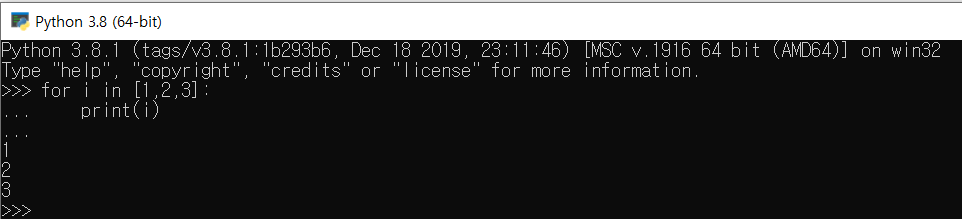 Python 3.8 (64-bit)
Python 3.8.1 (tags/v3.8.1:1b293b6, Dec 18 2019, 23:11:46) [MSC v.1916 64 bit (AMD64)] on win32
Type "help", "copyright", "credits" or "license" for more information.
>>> for i in [1,2,3]:
...     print(i)
...
1
2
3
>>>